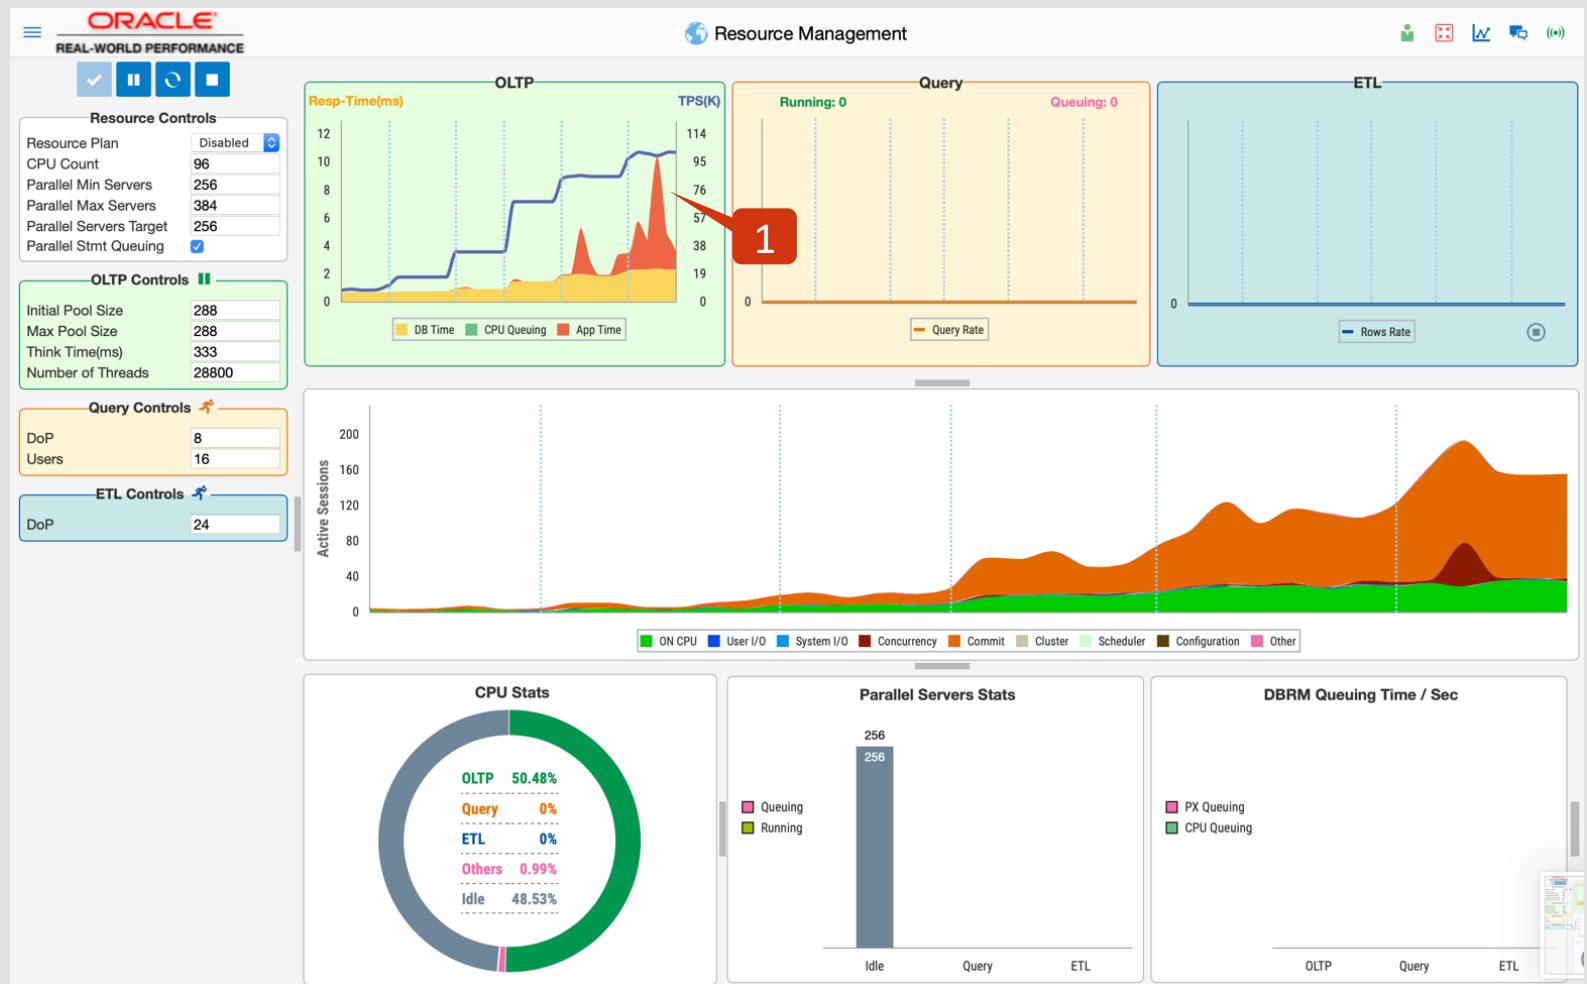 ORACLE
REAL-WORLD PERFORMANCE
Resource Management
Resource Controls
Resource Plan Disabled
CPU Count 96
Parallel Min Servers 256
Parallel Max Servers 384
Parallel Servers Target 256
Parallel Stmt Queuing
OLTP Controls
Initial Pool Size 288
Max Pool Size 288
Think Time(ms) 333
Number of Threads 28800
Query Controls
DoP 8
Users 16
ETL Controls
DoP 24
OLTP
Resp-Time(ms) TPS(K)
12 114
10 95
8 76
6 57
4 38
2 19
0 0
DB Time CPU Queuing App Time
1
Query
Running: 0 Queuing: 0
0
Query Rate
ETL
0
Rows Rate
Active Sessions
200
160
120
80
40
0
ON CPU User I/O System I/O Concurrency Commit Cluster Scheduler Configuration Other
CPU Stats
OLTP 50.48%
Query 0%
ETL 0%
Others 0.99%
Idle 48.53%
Parallel Servers Stats
256
256
Queuing
Running
Idle Query ETL
DBRM Queuing Time / Sec
PX Queuing
CPU Queuing
OLTP Query ETL